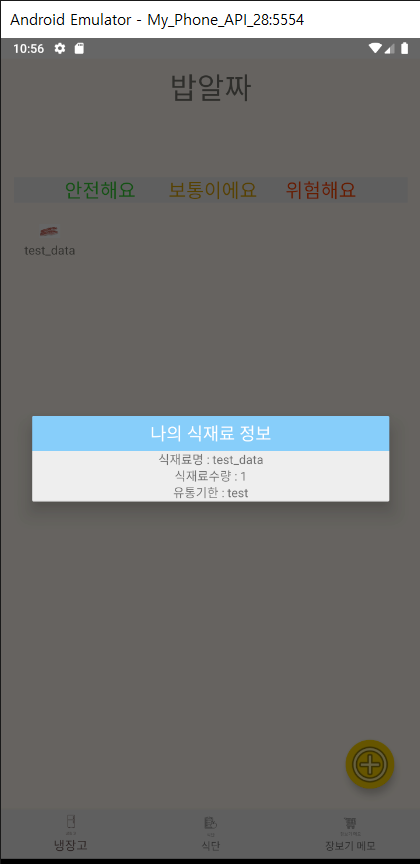 Android Emulator - My_Phone_API_28:5554
10:56
밥알짜
안전해요 보통이에요 위험해요
test_data
나의 식재료 정보
식재료명 : test_data
식재료수량 : 1
유통기한 : test
냉장고 식단 장보기 메모